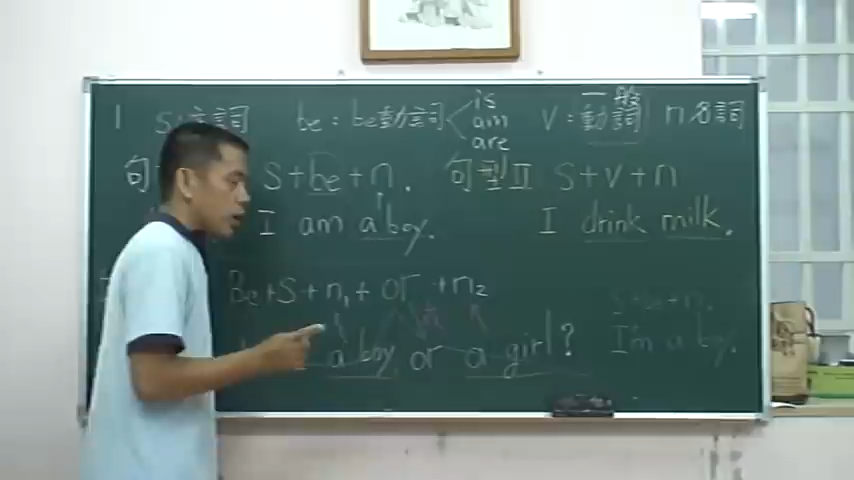 1 S:主詞 be:be動詞 is am are v:一般動詞 n名詞
句 S+be+n. 句型II S+v+n
I am a boy. I drink milk.
Be+S+n1+or+n2 S+be+n.
a boy or a girl? I'm a boy.